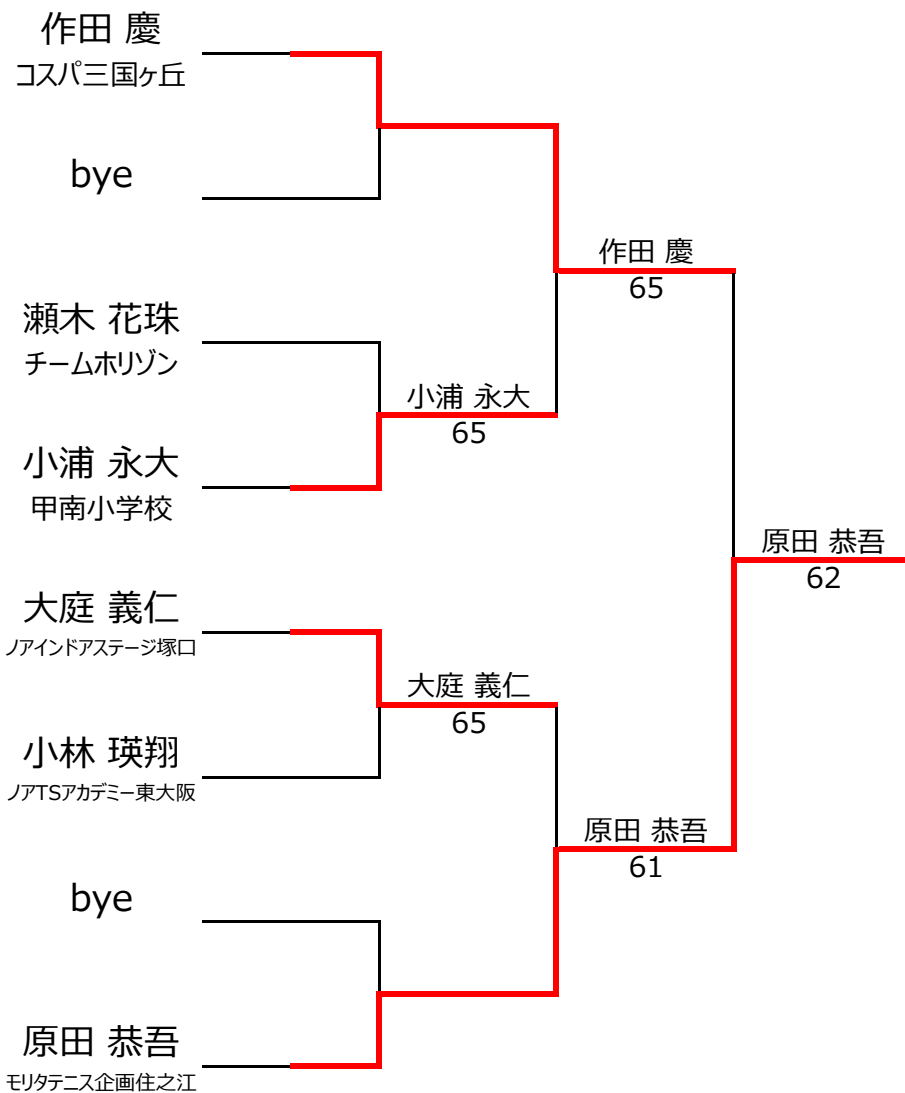 作田 慶
コスパ三国ヶ丘
bye
瀬木 花珠
チームホリゾン
小浦 永大
甲南小学校
大庭 義仁
ノアインドアステージ塚口
小林 瑛翔
ノアTSアカデミー東大阪
bye
原田 恭吾
モリタテニス企画住之江
小浦 永大
65
大庭 義仁
65
作田 慶
65
原田 恭吾
61
原田 恭吾
62